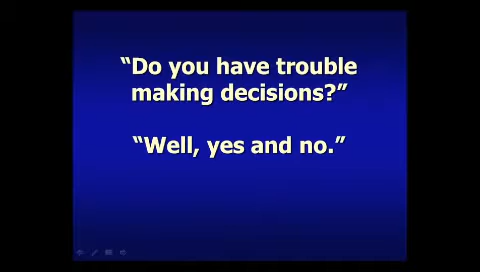 “Do you have trouble
making decisions?”
“Well, yes and no.”